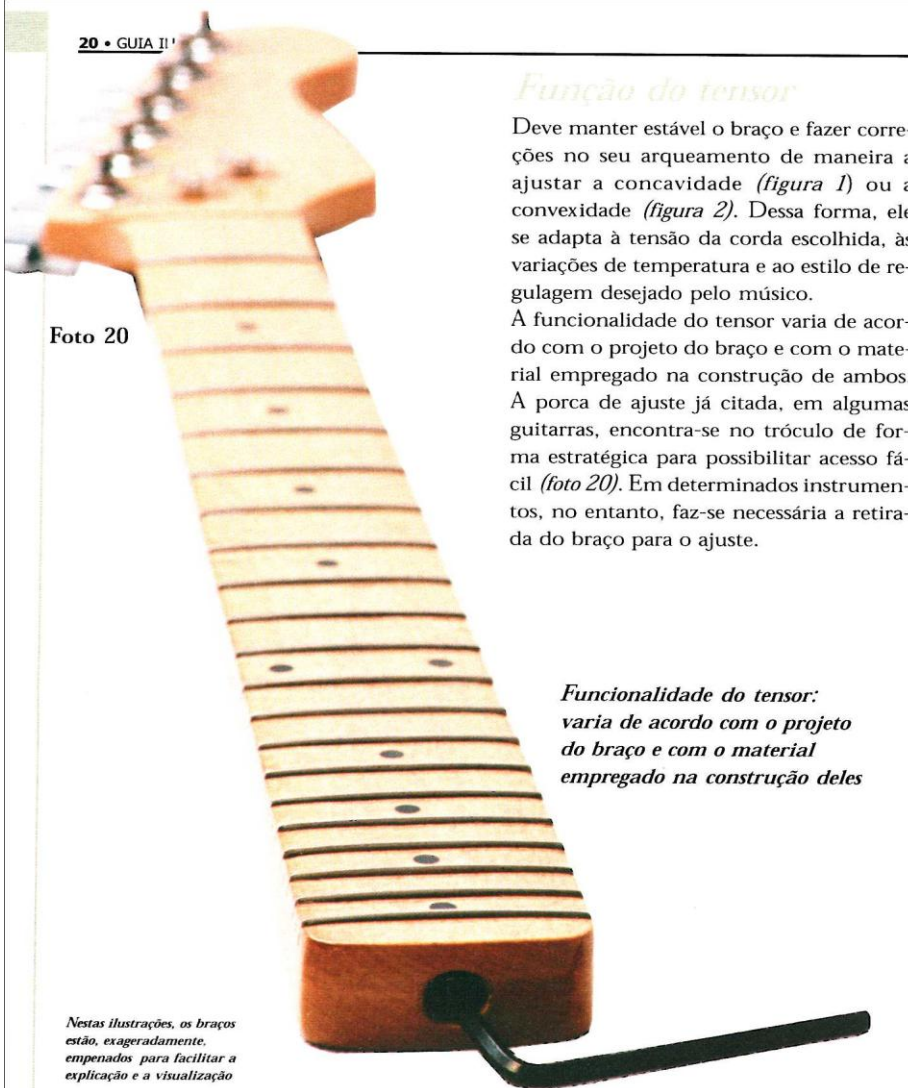 20 • GUIA
Função do tensor
Deve manter estável o braço e fazer corre-
ções no seu arqueamento de maneira a
ajustar a concavidade (figura 1) ou a
convexidade (figura 2). Dessa forma, ele
se adapta à tensão da corda escolhida, às
variações de temperatura e ao estilo de re-
gulagem desejado pelo músico.
A funcionalidade do tensor varia de acor-
do com o projeto do braço e com o mate-
rial empregado na construção de ambos
A porca de ajuste já citada, em algumas
guitarras, encontra-se no tróculo de for-
ma estratégica para possibilitar acesso fá-
cil (foto 20). Em determinados instrumen-
tos, no entanto, faz-se necessária a retira-
da do braço para o ajuste.
Foto 20
Funcionalidade do tensor:
varia de acordo com o projeto
do braço e com o material
empregado na construção deles
Nestas ilustrações, os braços
estão, exageradamente,
empenados para facilitar a
explicação e a visualização